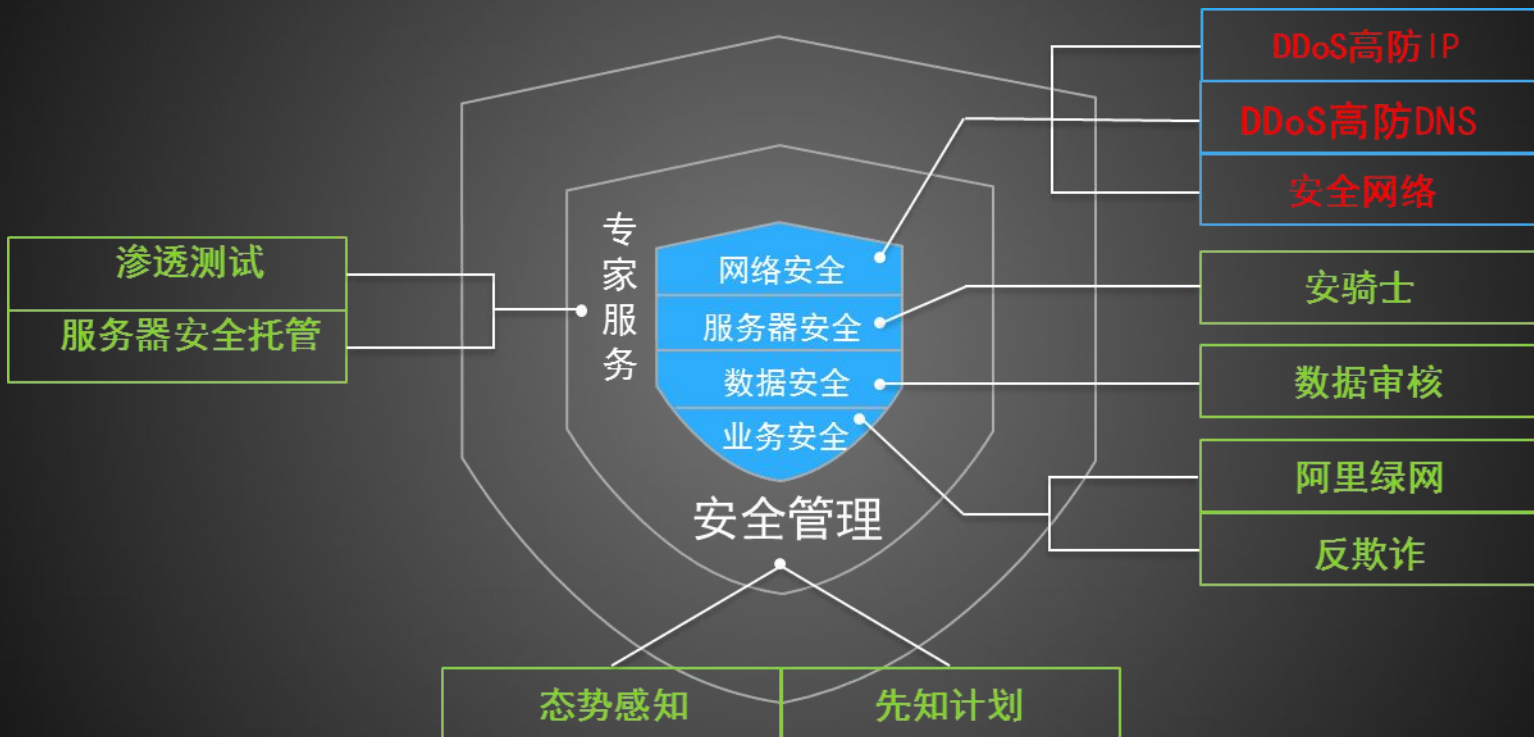 DDoS高防IP
DDoS高防DNS
安全网络
专家服务
网络安全
渗透测试
安骑士
服务器安全
服务器安全托管
数据安全
数据审核
业务安全
阿里绿网
安全管理
反欺诈
态势感知
先知计划